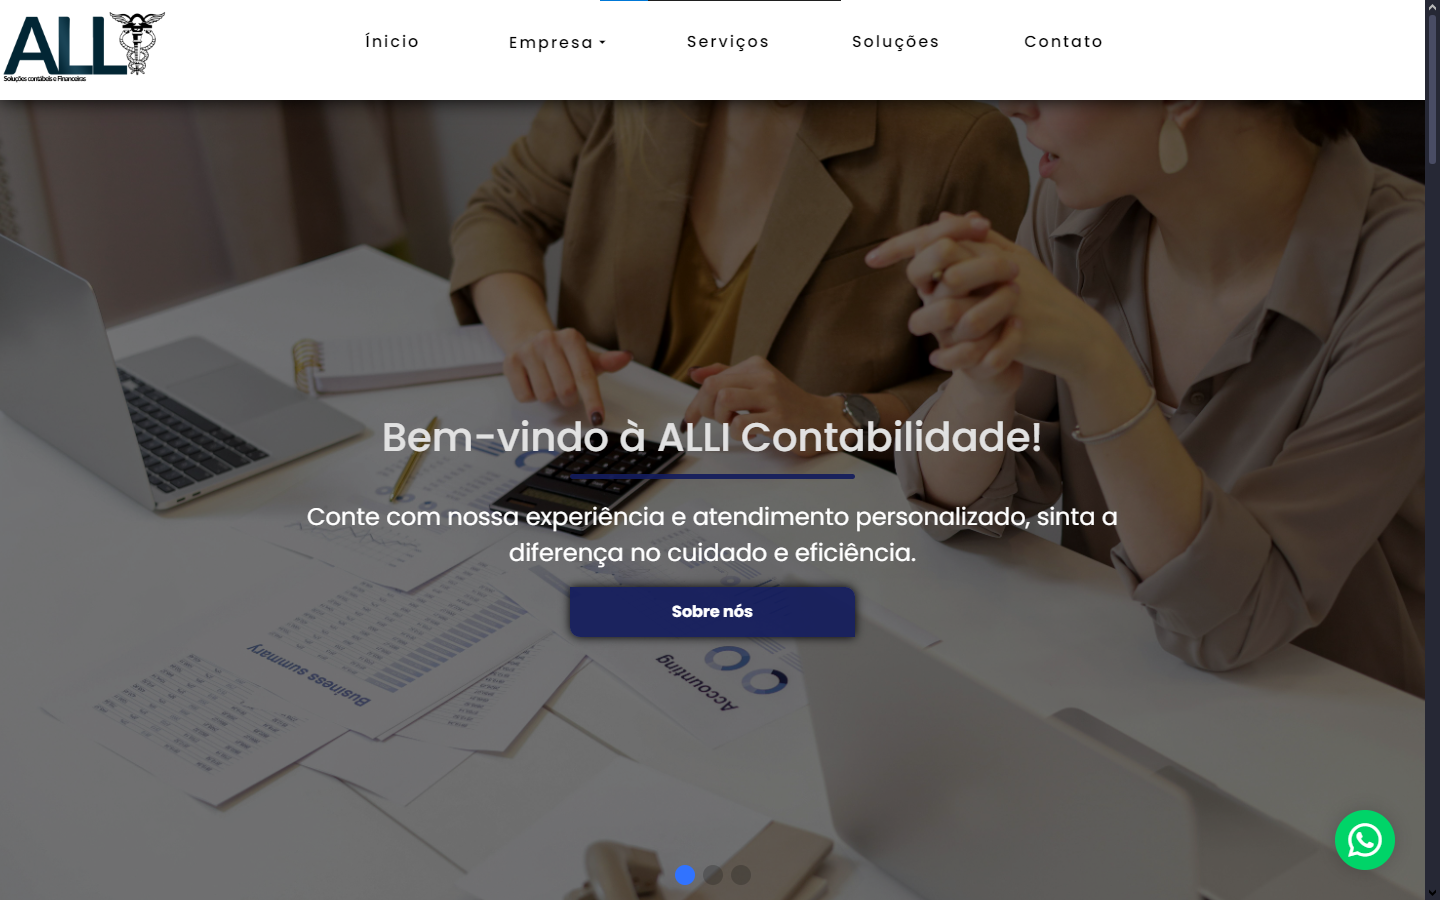 ALLI
Soluções contábeis e Financeiras
Ínicio
Empresa
Serviços
Soluções
Contato
Bem-vindo à ALLI Contabilidade!
Conte com nossa experiência e atendimento personalizado, sinta a
diferença no cuidado e eficiência.
Sobre nós
Business summary
Accounting